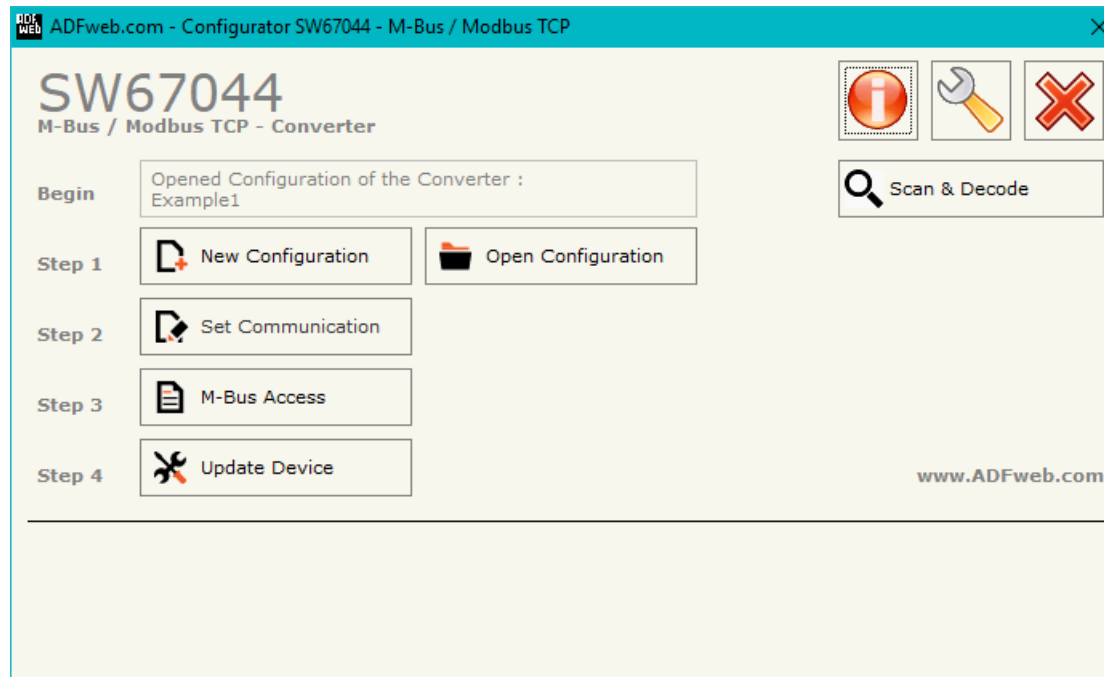 ADFweb.com - Configurator SW67044 - M-Bus / Modbus TCP
SW67044
M-Bus / Modbus TCP - Converter
Begin
Opened Configuration of the Converter :
Example1
Scan & Decode
Step 1
New Configuration
Open Configuration
Step 2
Set Communication
Step 3
M-Bus Access
Step 4
Update Device
www.ADFweb.com